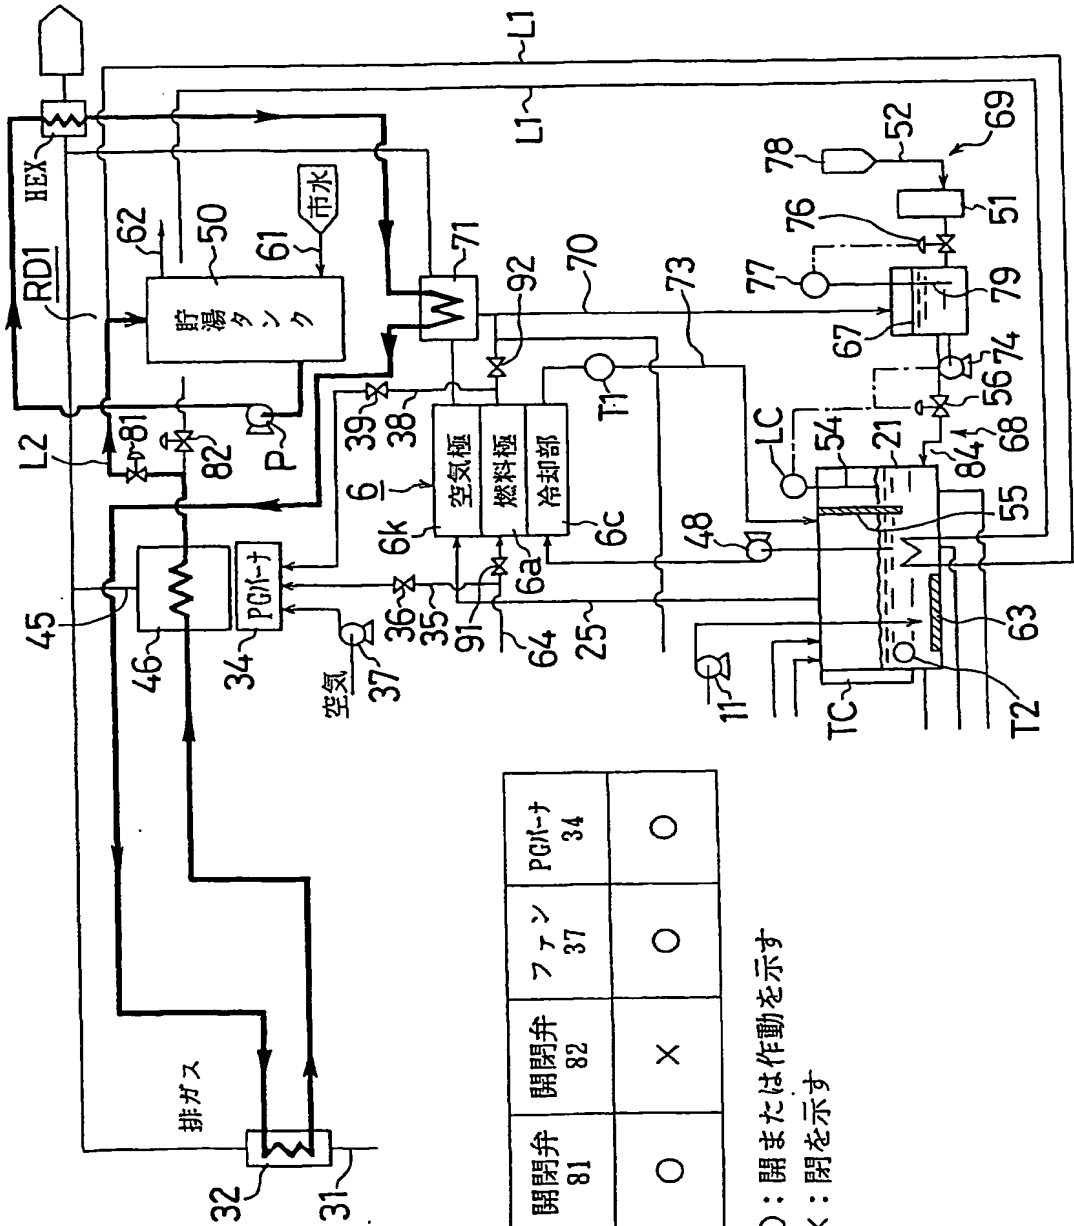 HEX
RD1
L2
62
50
貯湯タンク
61
市水
L1
L1
81
82
P
71
92
70
73
39
38
45
46
34
PGバーナ
36
35
91
64
25
空気
37
6
6k
空気極
燃料極
冷却部
6a
6c
T1
LC
54
21
48
55
84
68
56
74
67
77
76
79
78
52
51
69
11
TC
T2
63
排ガス
32
31
開閉弁 81
開閉弁 82
ファン 37
PGバーナ 34
○
×
○
○
○：開または作動を示す
×：閉を示す